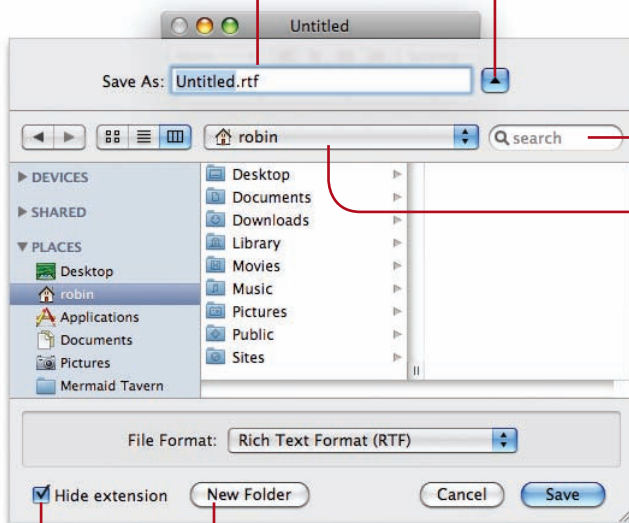 Untitled
Save As: Untitled.rtf
robin
search
DEVICES
SHARED
PLACES
Desktop
robin
Applications
Documents
Pictures
Mermaid Tavern
Desktop
Documents
Downloads
Library
Movies
Music
Pictures
Public
Sites
File Format: Rich Text Format (RTF)
Hide extension
New Folder
Cancel
Save